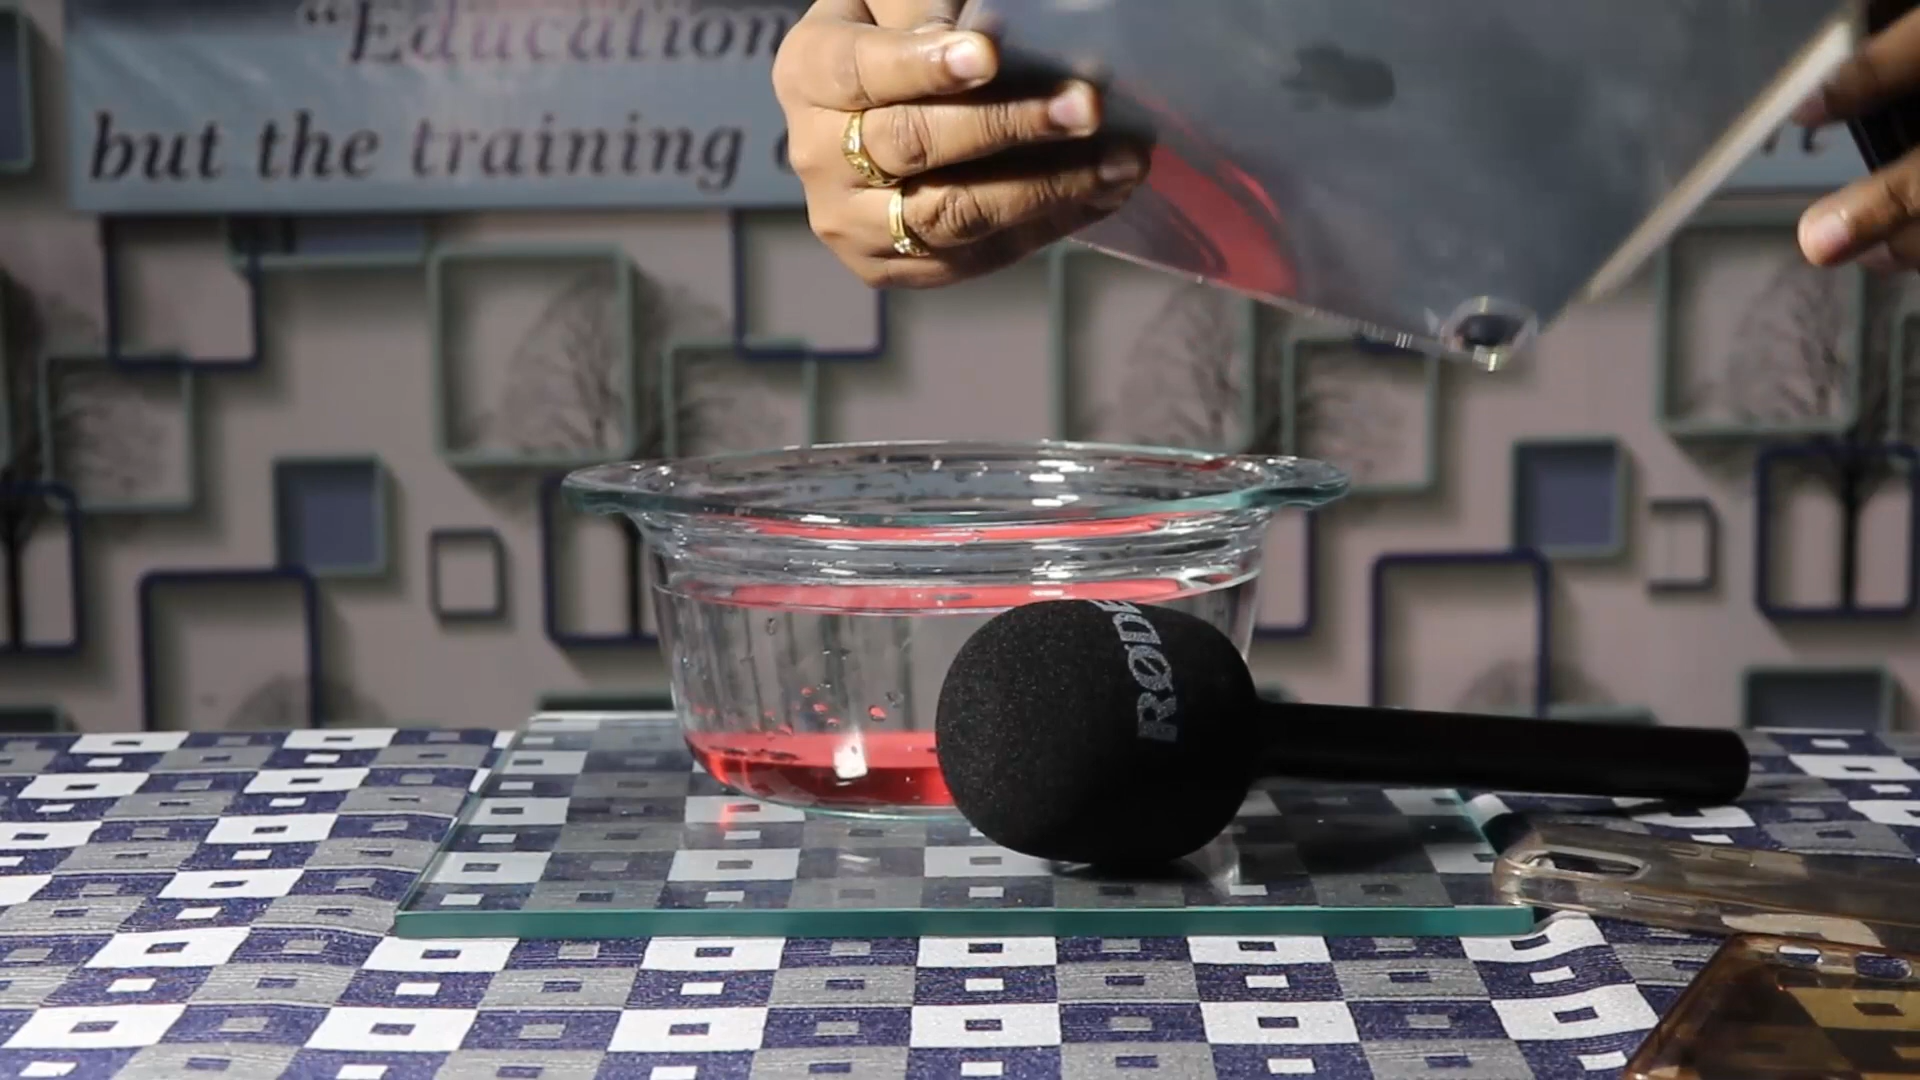 “Education
but the training
RØDE